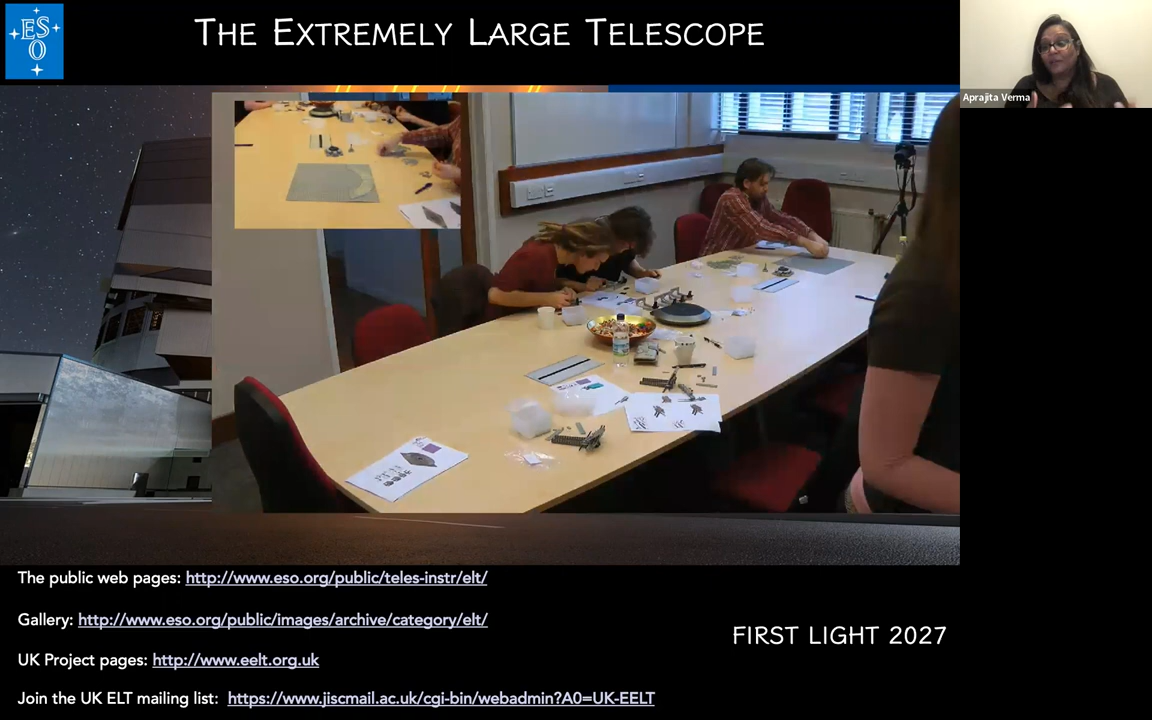 ESO
THE EXTREMELY LARGE TELESCOPE
Aprajita Verma
The public web pages: http://www.eso.org/public/teles-instr/elt/
Gallery: http://www.eso.org/public/images/archive/category/elt/
FIRST LIGHT 2027
UK Project pages: http://www.eelt.org.uk
Join the UK ELT mailing list: https://www.jiscmail.ac.uk/cgi-bin/webadmin?A0=UK-EELT